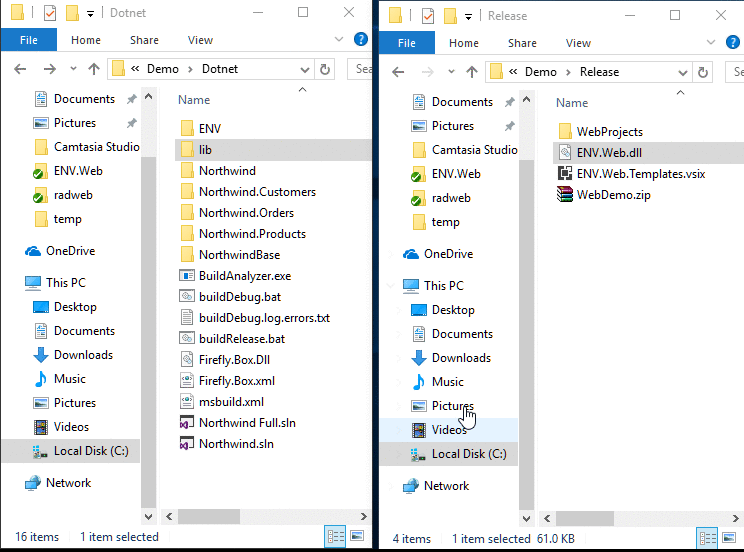 Dotnet
File Home Share View
« Demo › Dotnet
Sea
Documents
Pictures
Camtasia Studio
ENV.Web
radweb
temp
OneDrive
This PC
Desktop
Documents
Downloads
Music
Pictures
Videos
Local Disk (C:)
Network
Name
ENV
lib
Northwind
Northwind.Customers
Northwind.Orders
Northwind.Products
NorthwindBase
BuildAnalyzer.exe
buildDebug.bat
buildDebug.log.errors.txt
buildRelease.bat
Firefly.Box.Dll
Firefly.Box.xml
msbuild.xml
Northwind Full.sln
Northwind.sln
16 items 1 item selected
Release
File Home Share View
« Demo › Release
Se
Documents
Pictures
Camtasia Studio
ENV.Web
radweb
temp
OneDrive
This PC
Desktop
Documents
Downloads
Music
Pictures
Videos
Local Disk (C:)
Network
Name
WebProjects
ENV.Web.dll
ENV.Web.Templates.vsix
WebDemo.zip
4 items 1 item selected 61.0 KB